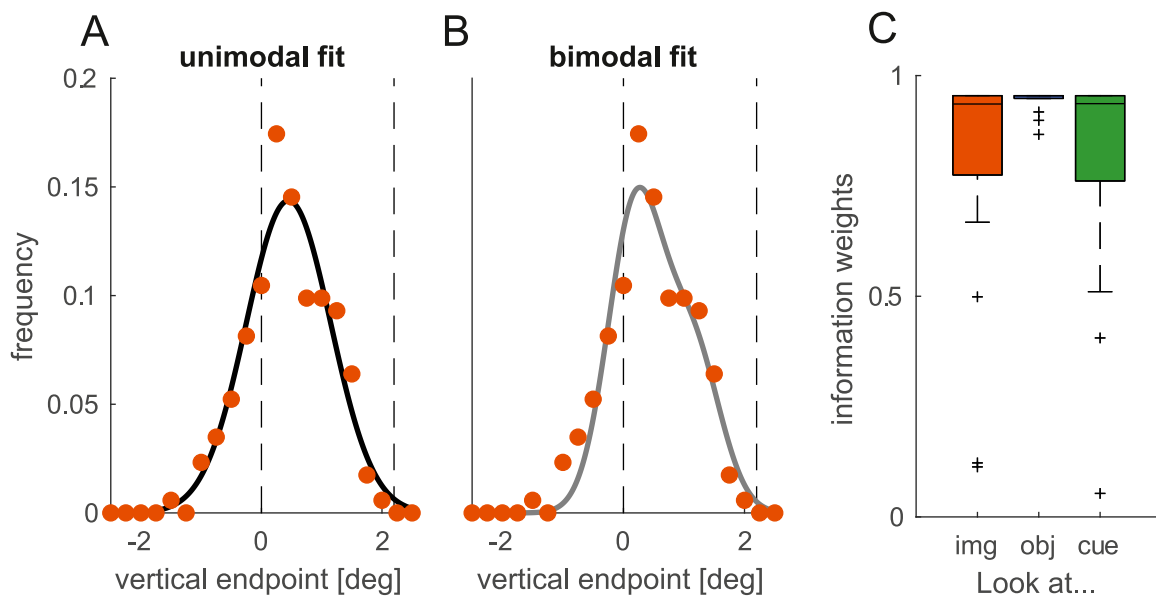 A
unimodal fit
0.2
0.15
0.1
0.05
0
frequency
-2
0
2
vertical endpoint [deg]
B
bimodal fit
-2
0
2
vertical endpoint [deg]
C
1
0.5
0
information weights
img
obj
cue
Look at...